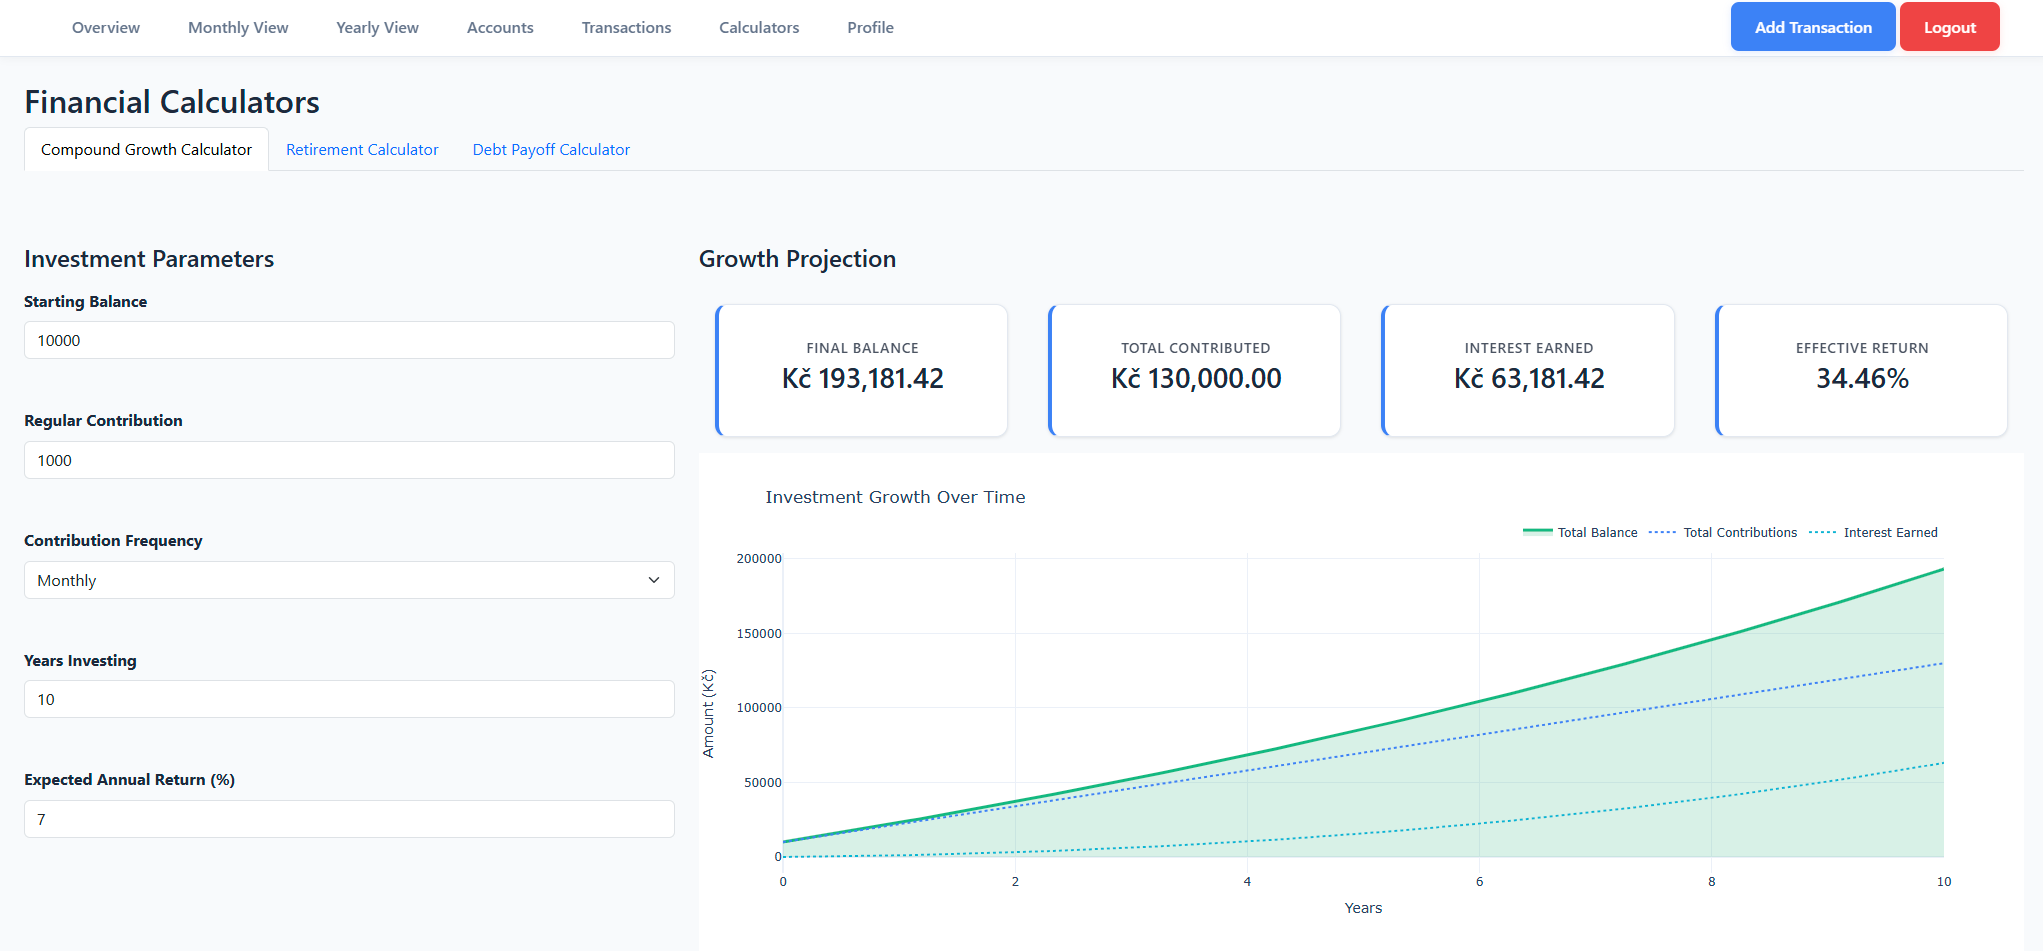 Overview Monthly View Yearly View Accounts Transactions Calculators Profile Add Transaction Logout
Financial Calculators
Compound Growth Calculator Retirement Calculator Debt Payoff Calculator
Investment Parameters
Starting Balance
10000
Regular Contribution
1000
Contribution Frequency
Monthly
Years Investing
10
Expected Annual Return (%)
7
Growth Projection
FINAL BALANCE
Kč 193,181.42
TOTAL CONTRIBUTED
Kč 130,000.00
INTEREST EARNED
Kč 63,181.42
EFFECTIVE RETURN
34.46%
Investment Growth Over Time
Total Balance Total Contributions Interest Earned
200000
150000
100000
50000
0
Amount (Kč)
0 2 4 6 8 10
Years